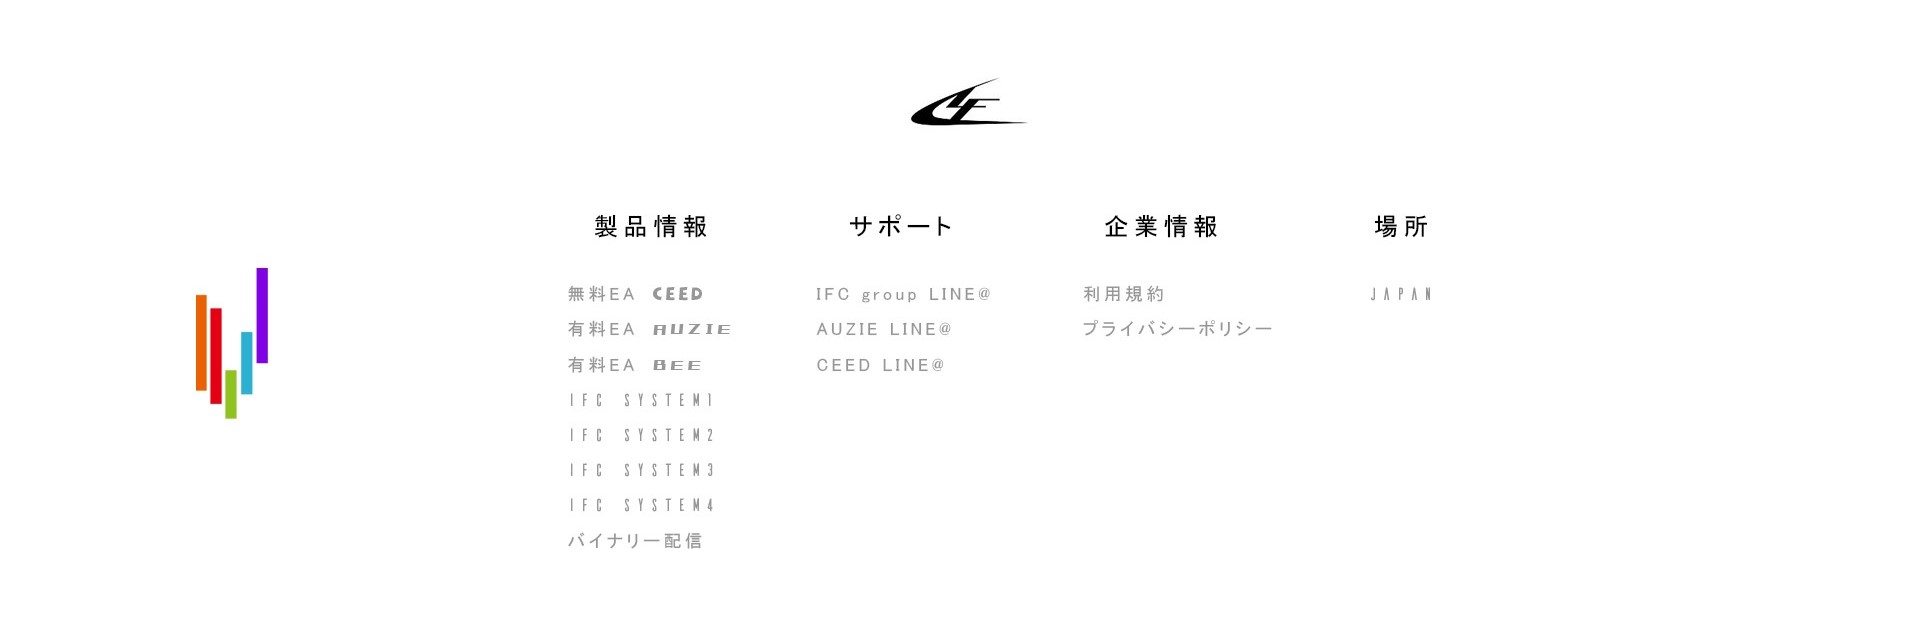 製品情報
無料EA CEED
有料EA AUZIE
有料EA BEE
IFC SYSTEM1
IFC SYSTEM2
IFC SYSTEM3
IFC SYSTEM4
バイナリー配信
サポート
IFC group LINE@
AUZIE LINE@
CEED LINE@
企業情報
利用規約
プライバシーポリシー
場所
JAPAN